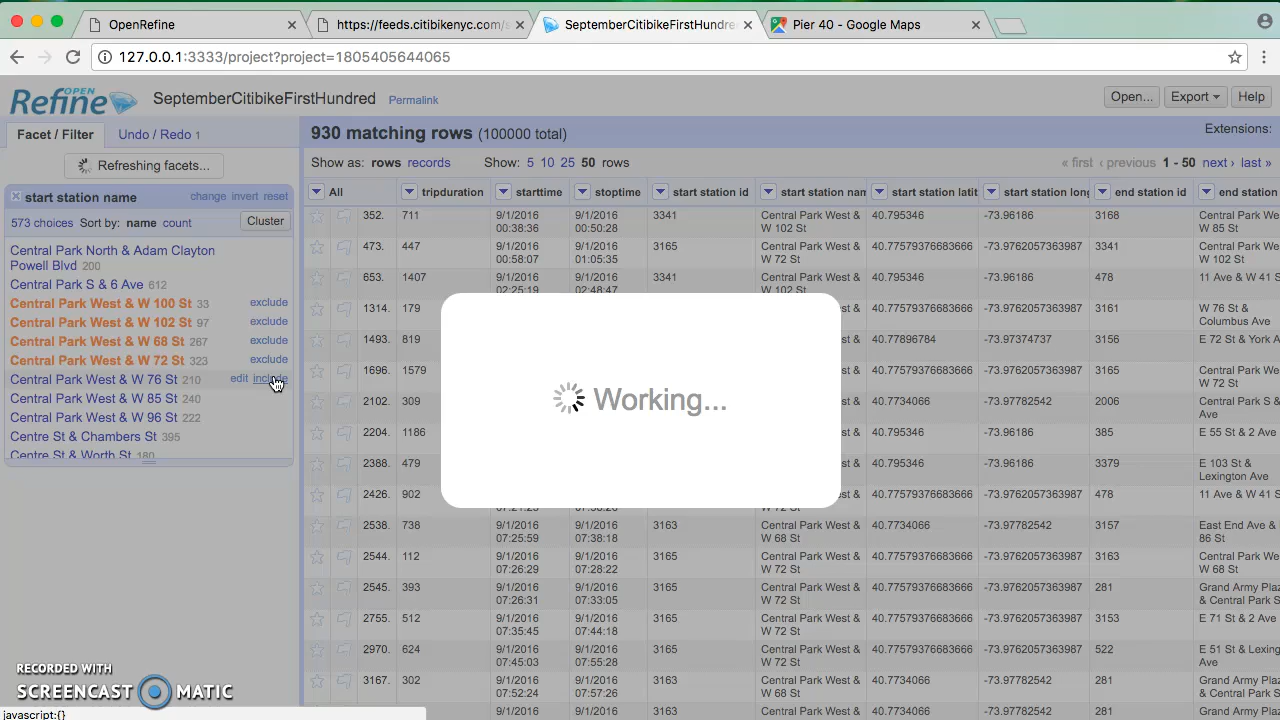 OpenRefine
https://feeds.citibikenyc.com/s
SeptemberCitibikeFirstHundre
Pier 40 - Google Maps
127.0.0.1:3333/project?project=1805405644065
OPEN
Refine
SeptemberCitibikeFirstHundred
Permalink
Open...
Export
Help
Facet / Filter
Undo / Redo 1
930 matching rows (100000 total)
Extensions:
Refreshing facets...
Show as: rows records
Show: 5 10 25 50 rows
« first ‹ previous 1 - 50 next › last »
start station name
change invert reset
573 choices Sort by: name count
Cluster
Central Park North & Adam Clayton
Powell Blvd 200
Central Park S & 6 Ave 612
Central Park West & W 100 St 33 exclude
Central Park West & W 102 St 97 exclude
Central Park West & W 68 St 267 exclude
Central Park West & W 72 St 323 exclude
Central Park West & W 76 St 210 edit include
Central Park West & W 85 St 240
Central Park West & W 96 St 222
Centre St & Chambers St 395
Centre St & Worth St 180
All tripduration starttime stoptime start station id start station nam start station latit start station long end station id end station
352. 711 9/1/2016 9/1/2016 3341 Central Park West & 40.795346 -73.96186 3168 Central Park We
00:38:36 00:50:28 W 102 St W 85 St
473. 447 9/1/2016 9/1/2016 3165 Central Park West & 40.77579376683666 -73.9762057363987 3341 Central Park We
00:58:07 01:05:35 W 72 St W 102 St
653. 1407 9/1/2016 9/1/2016 3341 Central Park West & 40.795346 -73.96186 478 11 Ave & W 41 S
02:25:19 02:48:47 W 102 St
1314. 179 st & 40.77579376683666 -73.9762057363987 3161 W 76 St &
Columbus Ave
1493. 819 st & 40.77896784 -73.97374737 3156 E 72 St & York A
1696. 1579 st & 40.77579376683666 -73.9762057363987 3165 Central Park We
W 72 St
2102. 309 st & 40.7734066 -73.97782542 2006 Central Park S &
Ave
2204. 1186 st & 40.795346 -73.96186 385 E 55 St & 2 Ave
2388. 479 st & 40.795346 -73.96186 3379 E 103 St &
Lexington Ave
2426. 902 st & 40.77579376683666 -73.9762057363987 478 11 Ave & W 41 S
W 72 St
2538. 738 9/1/2016 9/1/2016 3163 Central Park West & 40.7734066 -73.97782542 3157 East End Ave &
07:25:59 07:38:18 W 68 St 86 St
2544. 112 9/1/2016 9/1/2016 3165 Central Park West & 40.77579376683666 -73.9762057363987 3163 Central Park We
07:26:29 07:28:22 W 72 St W 68 St
2545. 393 9/1/2016 9/1/2016 3165 Central Park West & 40.77579376683666 -73.9762057363987 281 Grand Army Plaz
07:26:31 07:33:05 W 72 St & Central Park S
2755. 512 9/1/2016 9/1/2016 3165 Central Park West & 40.77579376683666 -73.9762057363987 3153 E 71 St & 2 Ave
07:35:45 07:44:18 W 72 St
2970. 624 9/1/2016 9/1/2016 3165 Central Park West & 40.77579376683666 -73.9762057363987 522 E 51 St & Lexing
07:45:03 07:55:28 W 72 St Ave
3167. 302 9/1/2016 9/1/2016 3163 Central Park West & 40.7734066 -73.97782542 281 Grand Army Plaz
07:52:24 07:57:26 W 68 St & Central Park S
9/1/2016 9/1/2016 Central Park West & 40.7734066 -73.97782542 Central Park We
Working...
RECORDED WITH
SCREENCAST MATIC
javascript:{}